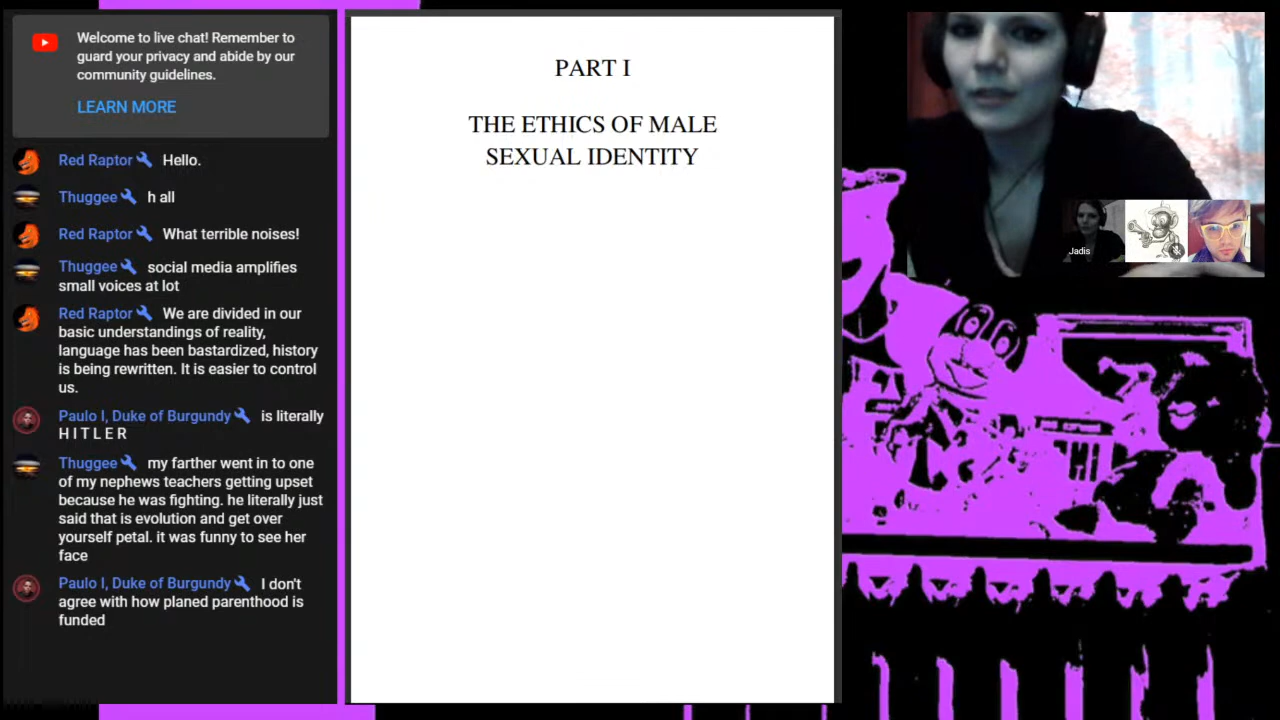 Welcome to live chat! Remember to
guard your privacy and abide by our
community guidelines.
LEARN MORE
Red Raptor Hello.
Thuggee h all
Red Raptor What terrible noises!
Thuggee social media amplifies
small voices at lot
Red Raptor We are divided in our
basic understandings of reality,
language has been bastardized, history
is being rewritten. It is easier to control
us.
Paulo I, Duke of Burgundy is literally
H I T L E R
Thuggee my farther went in to one
of my nephews teachers getting upset
because he was fighting. he literally just
said that is evolution and get over
yourself petal. it was funny to see her
face
Paulo I, Duke of Burgundy I don't
agree with how planed parenthood is
funded
PART I
THE ETHICS OF MALE
SEXUAL IDENTITY
Jadis